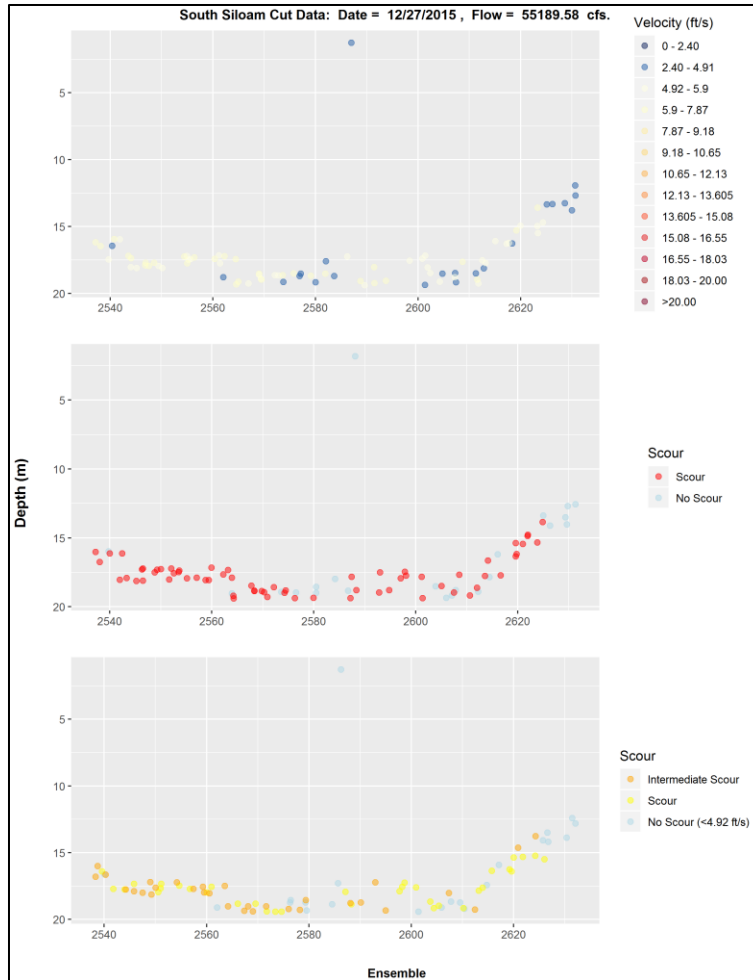 South Siloam Cut Data: Date = 12/27/2015 , Flow = 55189.58 cfs.
5
10
15
20
2540
2560
2580
2600
2620
Velocity (ft/s)
0 - 2.40
2.40 - 4.91
4.92 - 5.9
5.9 - 7.87
7.87 - 9.18
9.18 - 10.65
10.65 - 12.13
12.13 - 13.605
13.605 - 15.08
15.08 - 16.55
16.55 - 18.03
18.03 - 20.00
>20.00
Depth (m)
5
10
15
20
2540
2560
2580
2600
2620
Scour
Scour
No Scour
5
10
15
20
2540
2560
2580
2600
2620
Scour
Intermediate Scour
Scour
No Scour (<4.92 ft/s)
Ensemble